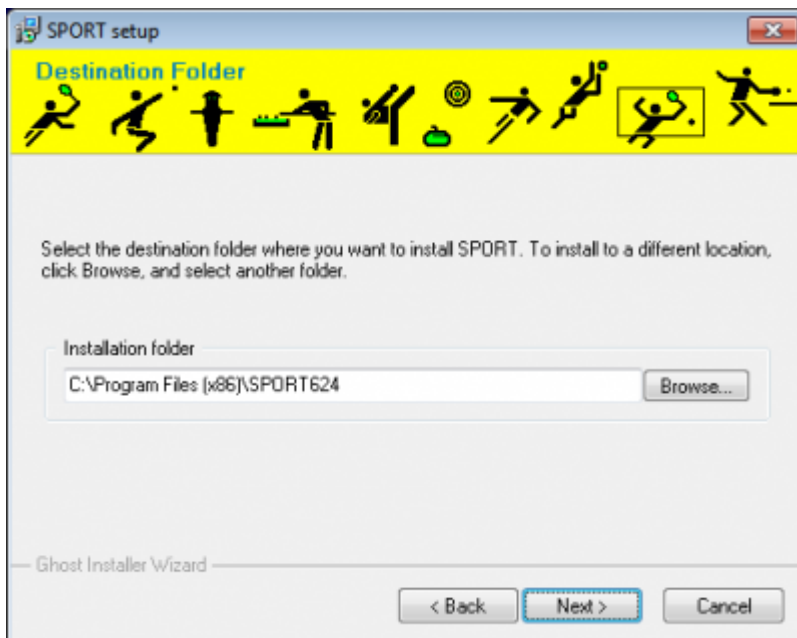 SPORT setup
Destination Folder
Select the destination folder where you want to install SPORT. To install to a different location,
click Browse, and select another folder.
Installation folder
C:\Program Files (x86)\SPORT624
Browse...
Ghost Installer Wizard
< Back
Next >
Cancel